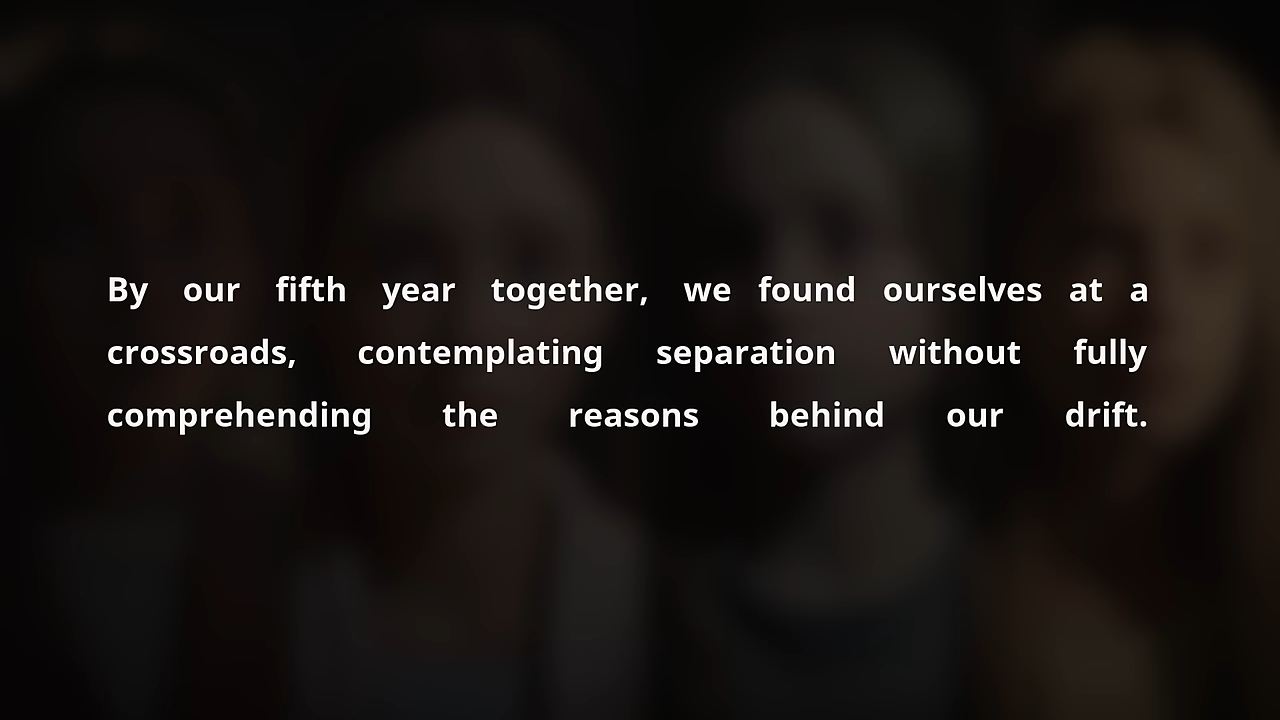 By our fifth year together, we found ourselves at a
crossroads, contemplating separation without fully
comprehending the reasons behind our drift.